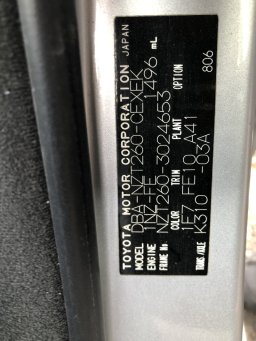 TOYOTA MOTOR CORPORATION JAPAN
MODEL DBA-NZT260-CEXEK
ENGINE 1NZ-FE 1496 mL
Frame No. NZT260-3024653
COLOR TRIM PLANT OPTION
1E7 FE10 A41 806
TRANS/AXLE K310 -03A